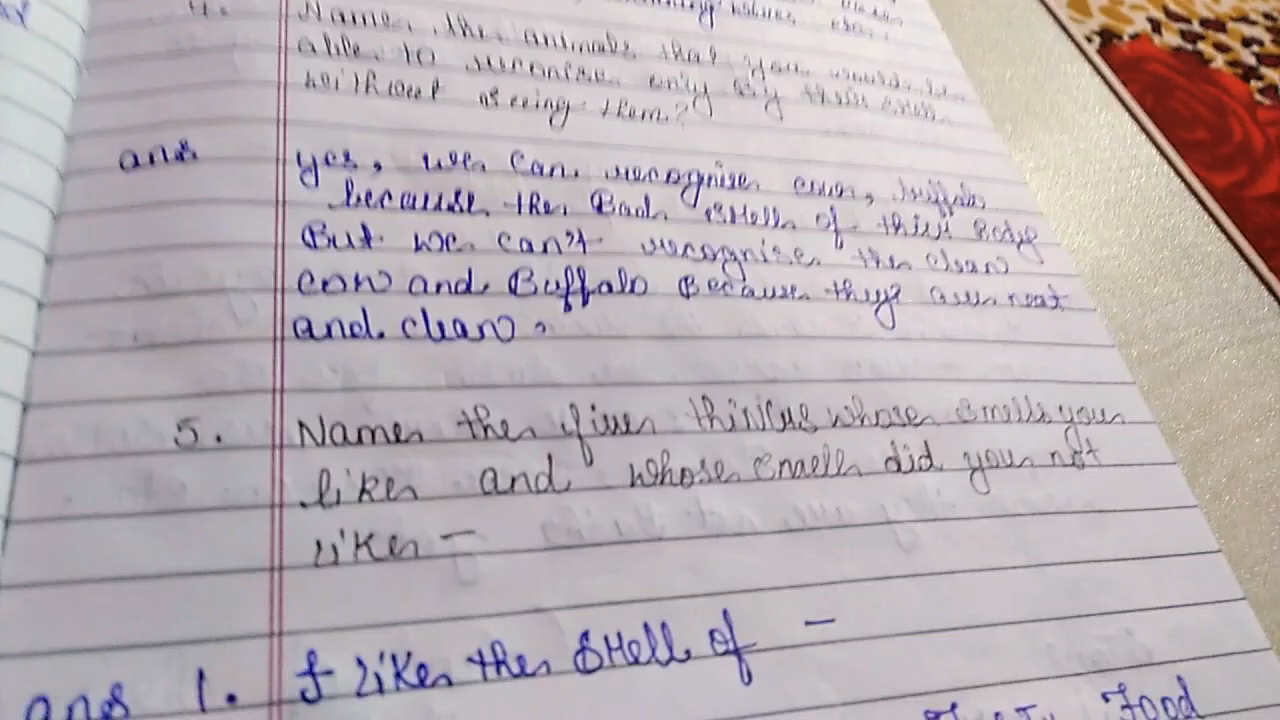 4. Name the animals that you would be
able to recognise only by their smell
without seeing them?
ans yes, we can recognise cow, buffalo
because the Bad smell of their Body
But we can't recognise the clean
cow and Buffalo Because they are neat
and clean.
5. Name the five things whose smells you
like and whose smell did you not
like -
ans 1. I like the smell of -
Food